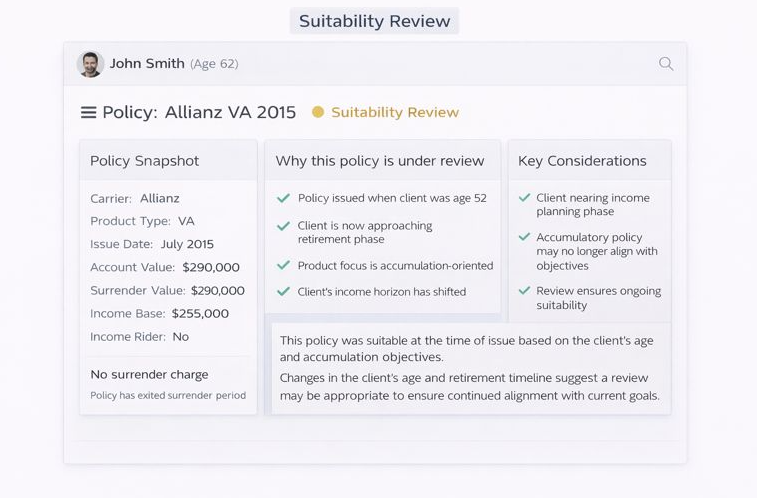 Suitability Review
John Smith (Age 62)
Policy: Allianz VA 2015
Suitability Review
Policy Snapshot
Carrier: Allianz
Product Type: VA
Issue Date: July 2015
Account Value: $290,000
Surrender Value: $290,000
Income Base: $255,000
Income Rider: No
No surrender charge
Policy has exited surrender period
Why this policy is under review
Policy issued when client was age 52
Client is now approaching
retirement phase
Product focus is accumulation-oriented
Client's income horizon has shifted
Key Considerations
Client nearing income
planning phase
Accumulatory policy
may no longer align with
objectives
Review ensures ongoing
suitability
This policy was suitable at the time of issue based on the client's age
and accumulation objectives.
Changes in the client's age and retirement timeline suggest a review
may be appropriate to ensure continued alignment with current goals.